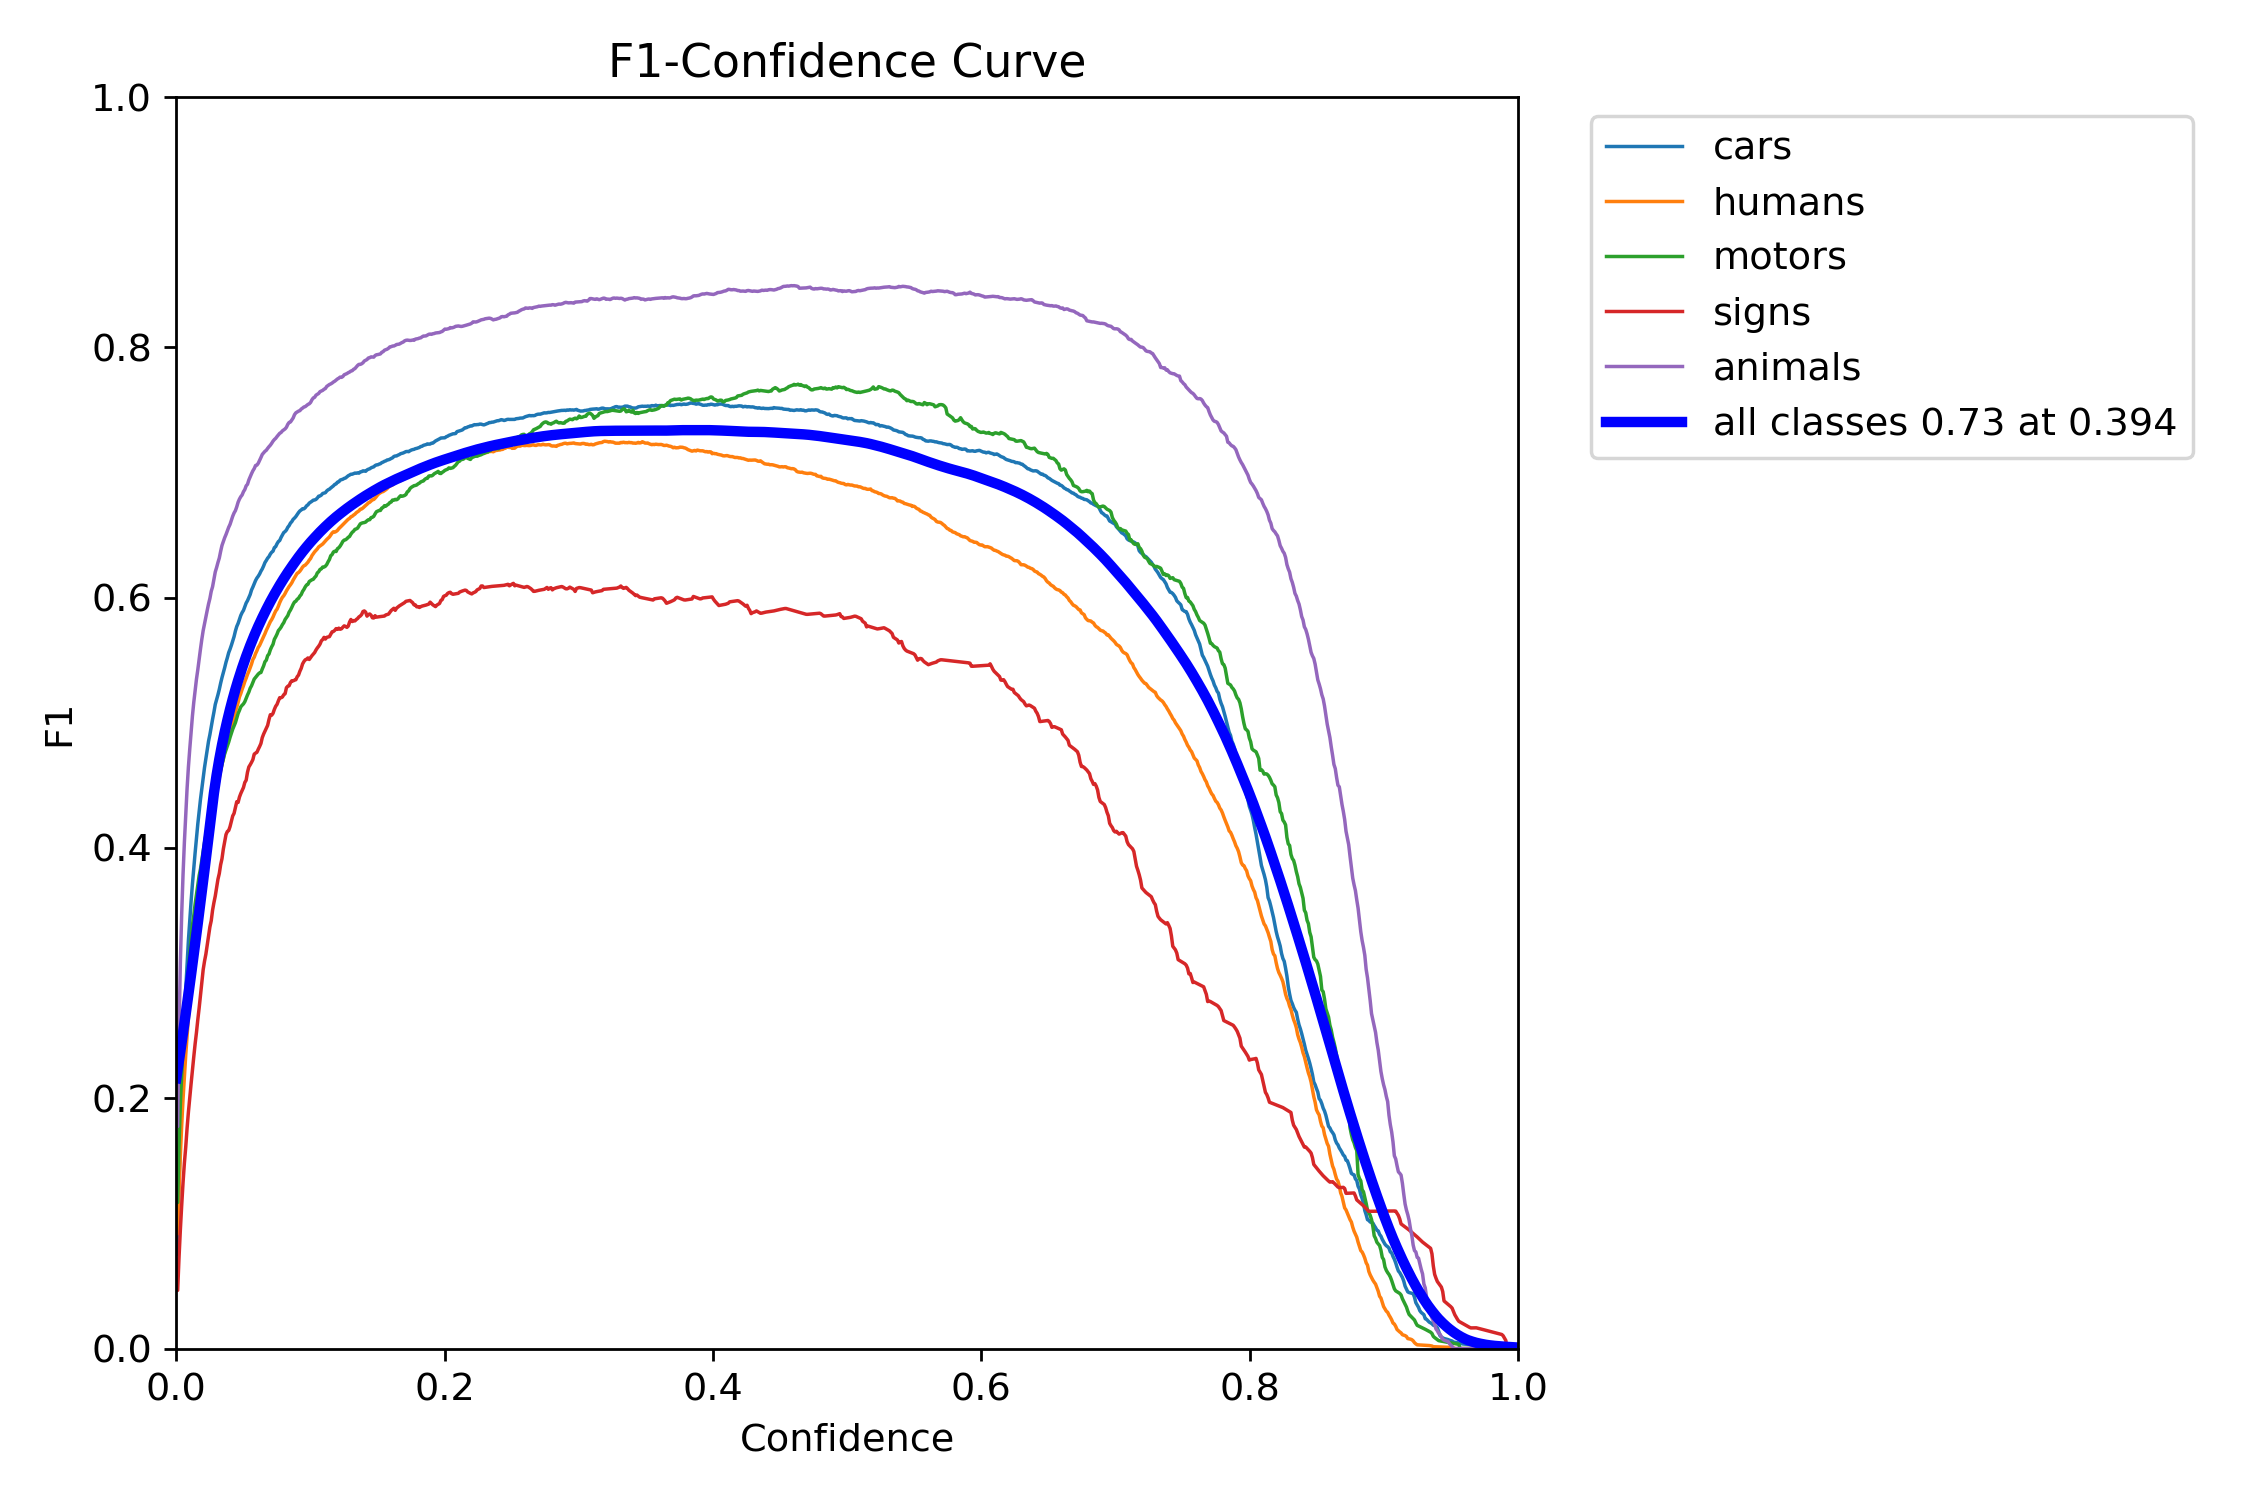 F1-Confidence Curve
1.0
0.8
0.6
0.4
0.2
0.0
F1
0.0 0.2 0.4 0.6 0.8 1.0
Confidence
cars
humans
motors
signs
animals
all classes 0.73 at 0.394